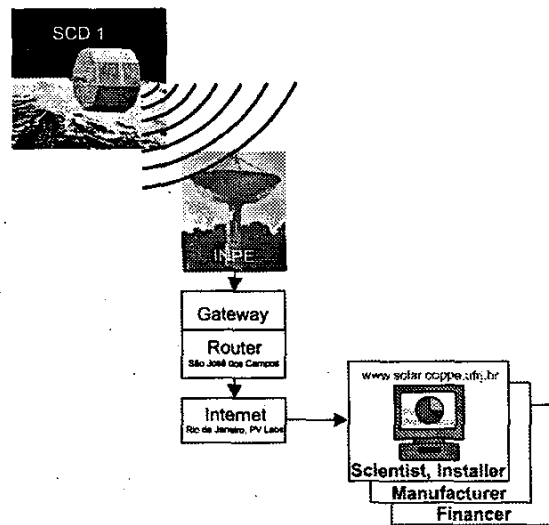 SCD 1
INPE
Gateway
Router
São José dos Campos
Internet
Rio de Janeiro, PV Labs
www.solar.coppe.ufrj.br
Scientist, Installer
Manufacturer
Financer